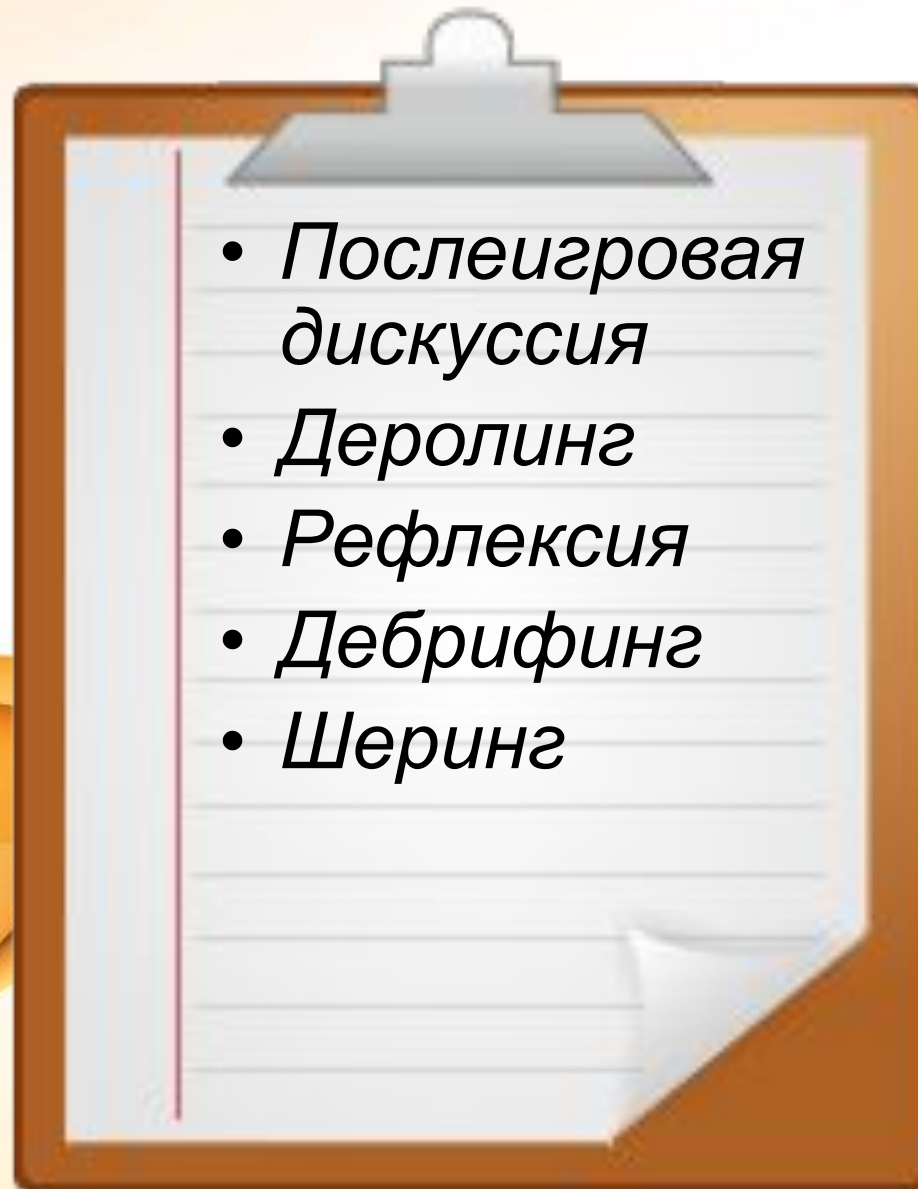 • Послеигровая
дискуссия
• Деролинг
• Рефлексия
• Дебрифинг
• Шеринг